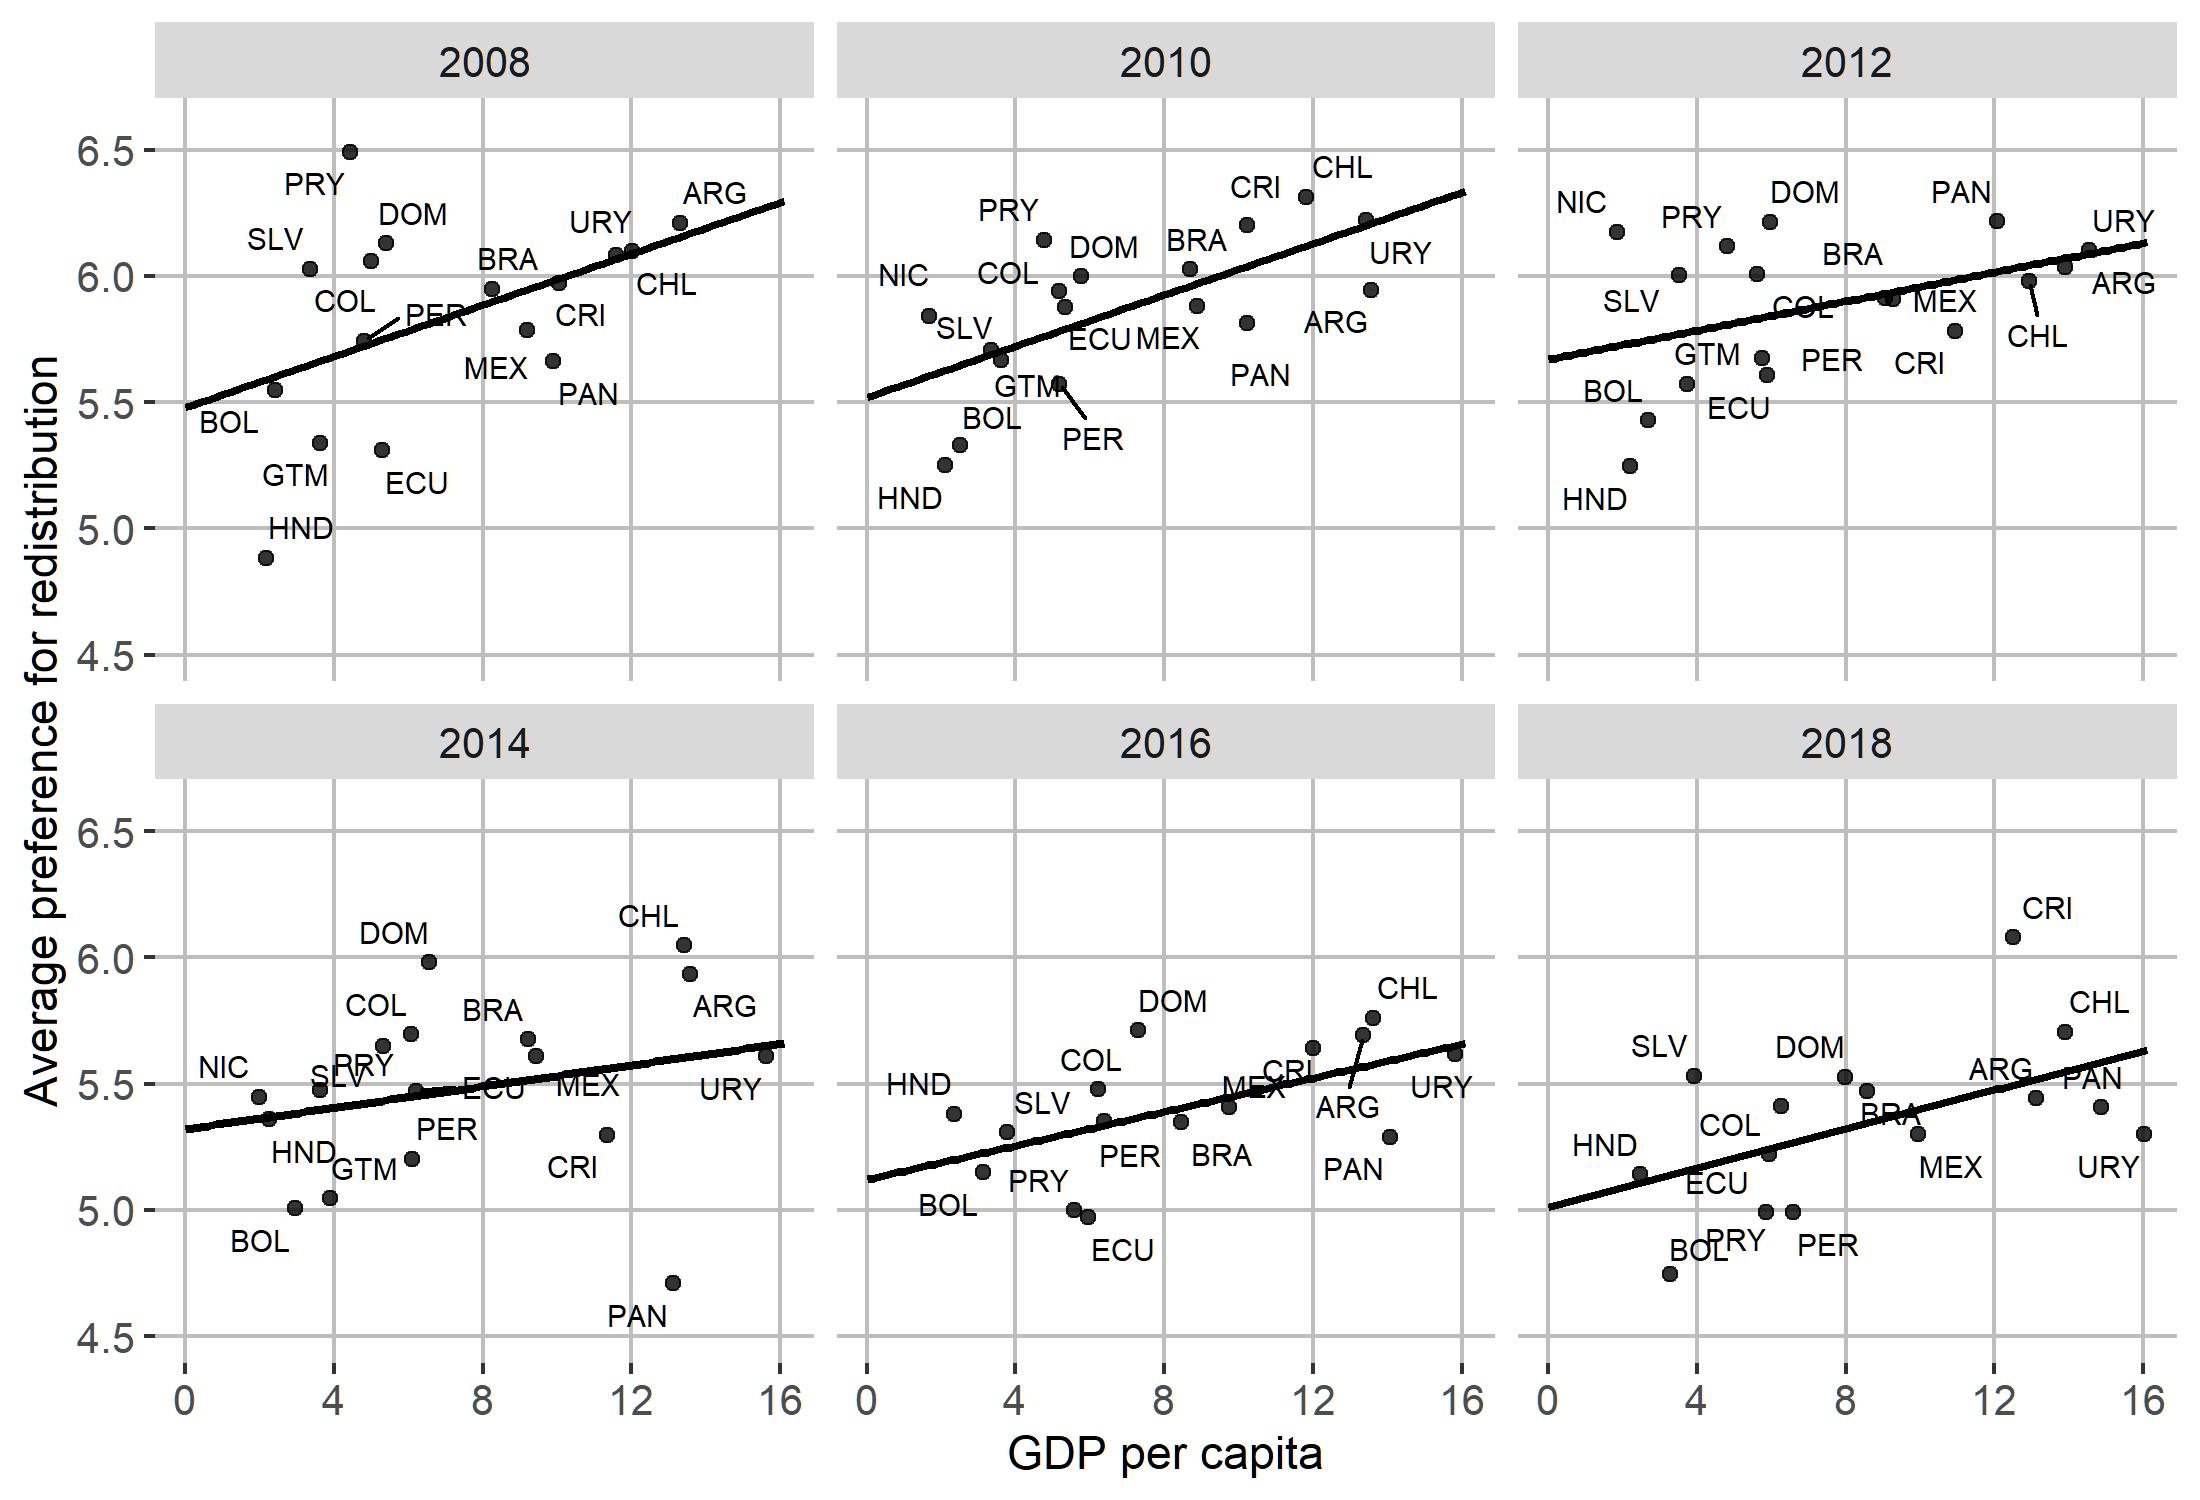 2008
2010
2012
Average preference for redistribution
6.5
6.0
5.5
5.0
4.5
PRY
ARG
DOM
URY
SLV
BRA
CHL
COL
PER
CRI
MEX
PAN
BOL
GTM
ECU
HND
CHL
CRI
PRY
BRA
DOM
URY
NIC
COL
SLV
ECU
MEX
ARG
PAN
GTM
BOL
PER
HND
NIC
DOM
PAN
PRY
URY
BRA
ARG
SLV
COL
MEX
CHL
GTM
PER
CRI
BOL
ECU
HND
2014
2016
2018
6.5
6.0
5.5
5.0
4.5
CHL
DOM
COL
BRA
ARG
NIC
PRY
SLV
ECU
MEX
URY
PER
HND
GTM
CRI
BOL
PAN
CHL
DOM
COL
CRI
HND
MEX
URY
SLV
ARG
PER
BRA
PAN
PRY
BOL
ECU
CRI
CHL
SLV
DOM
ARG
PAN
BRA
COL
HND
MEX
URY
ECU
PRY
PER
BOL
0 4 8 12 16
0 4 8 12 16
0 4 8 12 16
GDP per capita